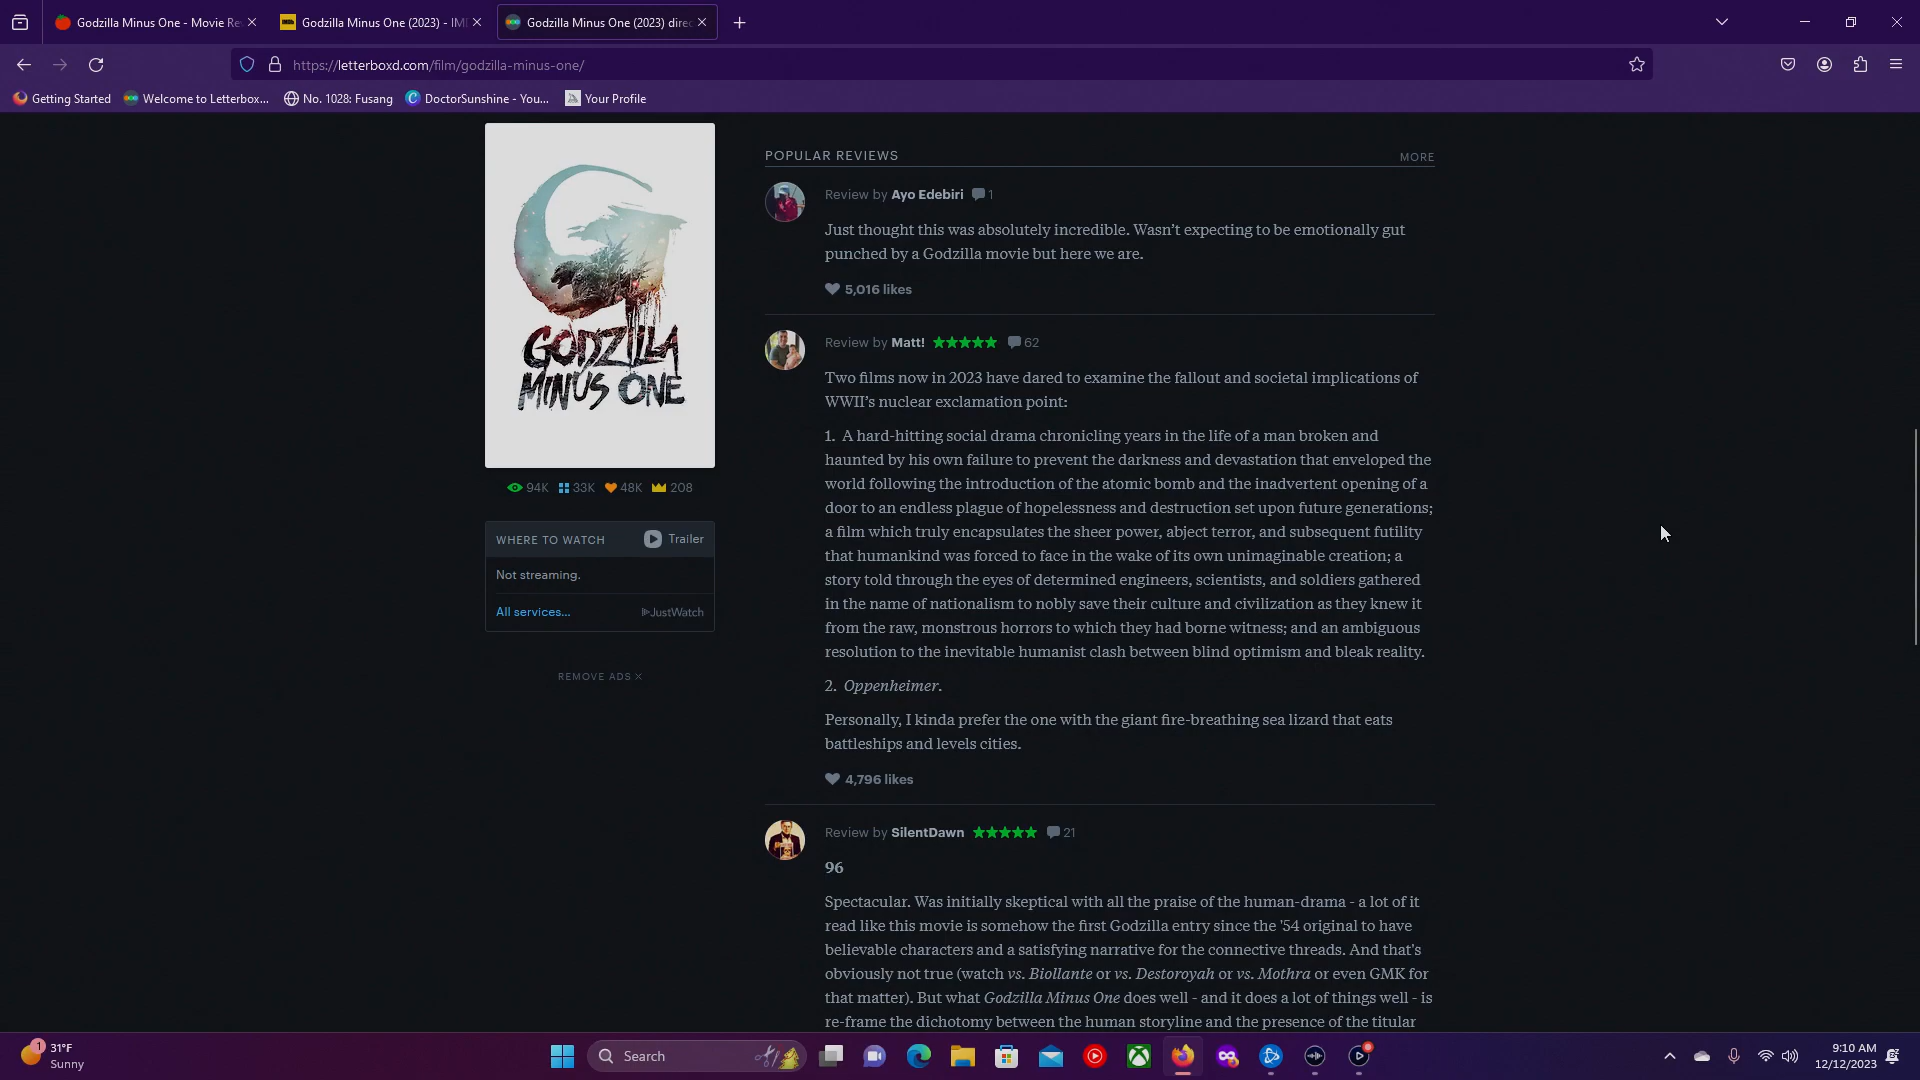 Godzilla Minus One - Movie Re
Godzilla Minus One (2023) - IM
Godzilla Minus One (2023) direc
https://letterboxd.com/film/godzilla-minus-one/
Getting Started
Welcome to Letterbox...
No. 1028: Fusang
DoctorSunshine - You...
Your Profile
GODZILLA
MINUS ONE
94K 33K 48K 208
WHERE TO WATCH Trailer
Not streaming.
All services... JustWatch
REMOVE ADS
POPULAR REVIEWS MORE
Review by Ayo Edebiri 1
Just thought this was absolutely incredible. Wasn't expecting to be emotionally gut
punched by a Godzilla movie but here we are.
5,016 likes
Review by Matt! ★★★★★ 62
Two films now in 2023 have dared to examine the fallout and societal implications of
WWII's nuclear exclamation point:
1. A hard-hitting social drama chronicling years in the life of a man broken and
haunted by his own failure to prevent the darkness and devastation that enveloped the
world following the introduction of the atomic bomb and the inadvertent opening of a
door to an endless plague of hopelessness and destruction set upon future generations;
a film which truly encapsulates the sheer power, abject terror, and subsequent futility
that humankind was forced to face in the wake of its own unimaginable creation; a
story told through the eyes of determined engineers, scientists, and soldiers gathered
in the name of nationalism to nobly save their culture and civilization as they knew it
from the raw, monstrous horrors to which they had borne witness; and an ambiguous
resolution to the inevitable humanist clash between blind optimism and bleak reality.
2. Oppenheimer.
Personally, I kinda prefer the one with the giant fire-breathing sea lizard that eats
battleships and levels cities.
4,796 likes
Review by SilentDawn ★★★★★ 21
96
Spectacular. Was initially skeptical with all the praise of the human-drama - a lot of it
read like this movie is somehow the first Godzilla entry since the '54 original to have
believable characters and a satisfying narrative for the connective threads. And that's
obviously not true (watch vs. Biollante or vs. Destoroyah or vs. Mothra or even GMK for
that matter). But what Godzilla Minus One does well - and it does a lot of things well - is
re-frame the dichotomy between the human storyline and the presence of the titular
1
31°F
Sunny
Search
9:10 AM
12/12/2023